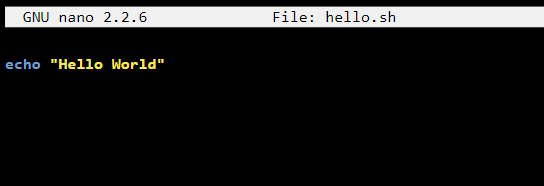 GNU nano 2.2.6 File: hello.sh
echo "Hello World"